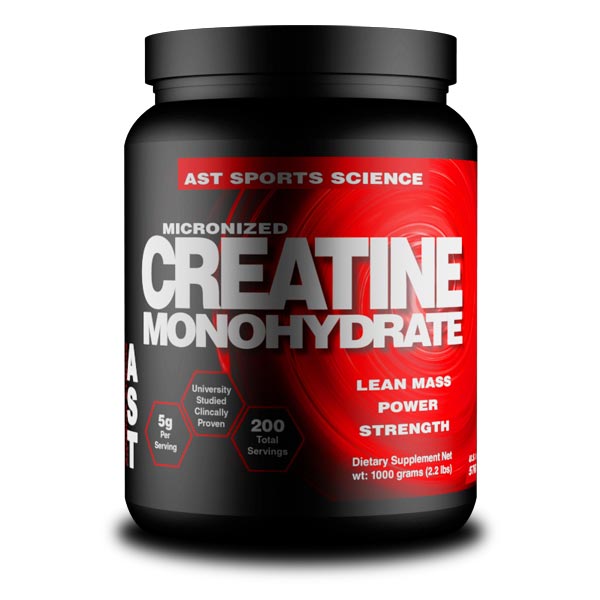 AST SPORTS SCIENCE
MICRONIZED
CREATINE
MONOHYDRATE
LEAN MASS
POWER
STRENGTH
AST
5g
Per
Serving
University
Studied
Clincally
Proven
200
Total
Servings
Dietary Supplement Net
wt: 1000 grams (2.2 lbs)